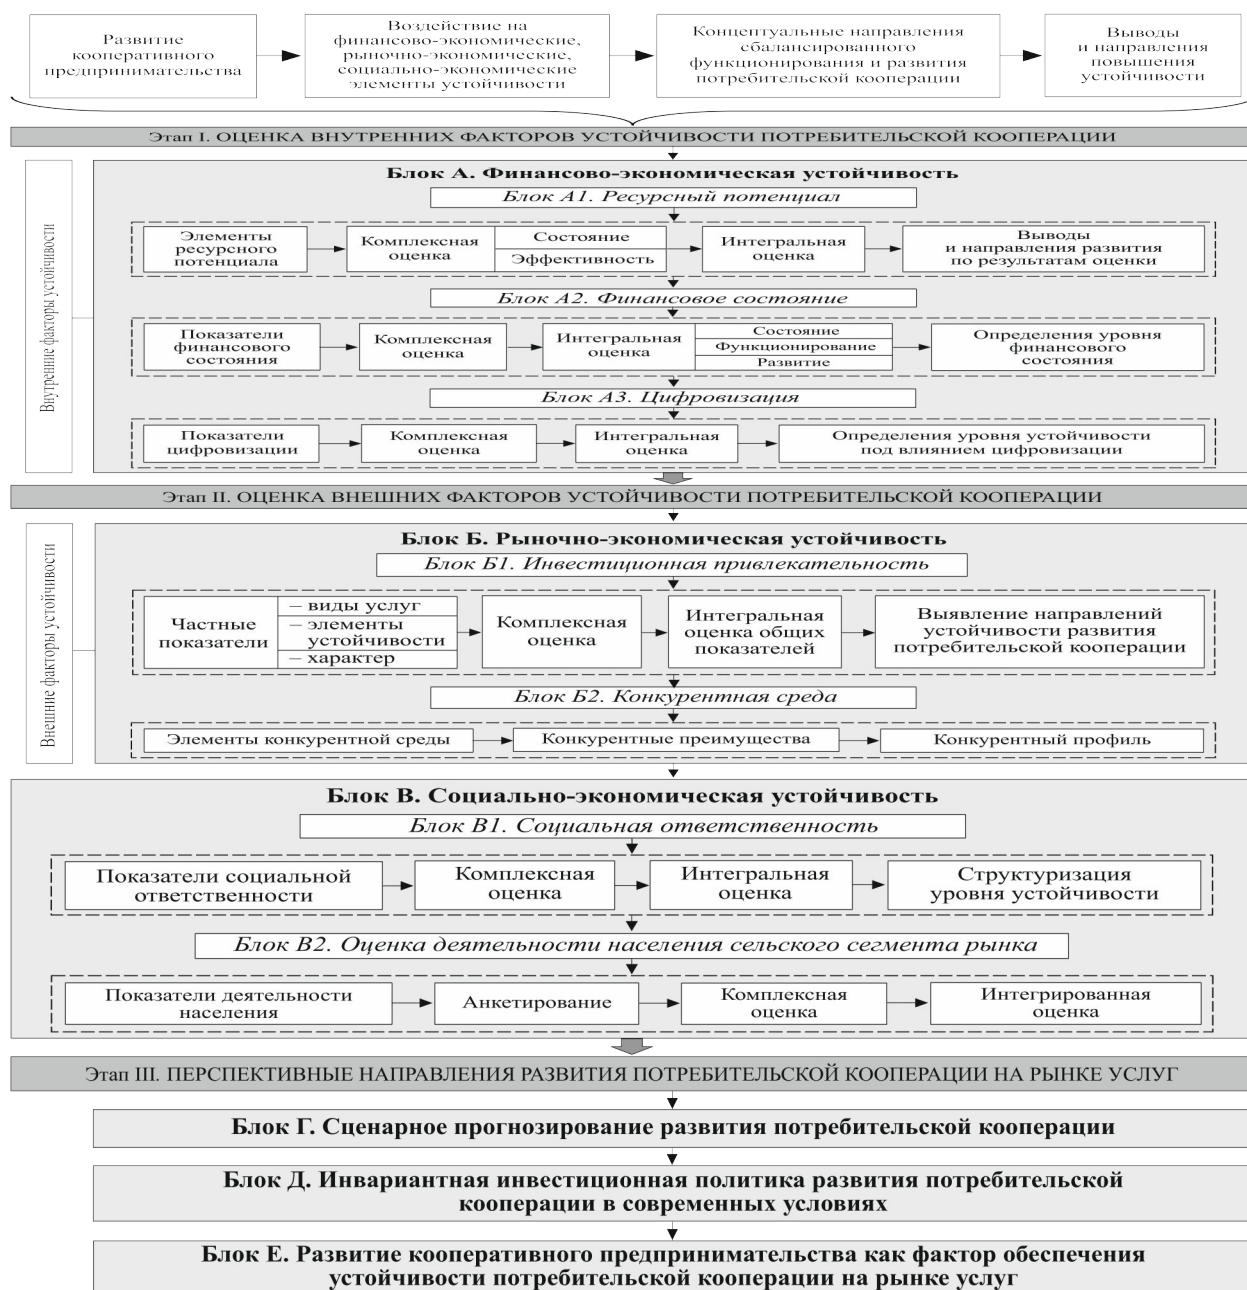 Развитие
кооперативного
предпринимательства
Воздействие на
финансово-экономические,
рыночно-экономические,
социально-экономические
элементы устойчивости
Концептуальные направления
сбалансированного
функционирования и развития
потребительской кооперации
Выводы
и направления
повышения
устойчивости
Этап I. ОЦЕНКА ВНУТРЕННИХ ФАКТОРОВ УСТОЙЧИВОСТИ ПОТРЕБИТЕЛЬСКОЙ КООПЕРАЦИИ
Внутренние факторы устойчивости
Блок А. Финансово-экономическая устойчивость
Блок А1. Ресурсный потенциал
Элементы
ресурсного
потенциала
Комплексная
оценка
Состояние
Эффективность
Интегральная
оценка
Выводы
и направления развития
по результатам оценки
Блок А2. Финансовое состояние
Показатели
финансового
состояния
Комплексная
оценка
Интегральная
оценка
Состояние
Функционирование
Развитие
Определения уровня
финансового
состояния
Блок А3. Цифровизация
Показатели
цифровизации
Комплексная
оценка
Интегральная
оценка
Определения уровня устойчивости
под влиянием цифровизации
Этап II. ОЦЕНКА ВНЕШНИХ ФАКТОРОВ УСТОЙЧИВОСТИ ПОТРЕБИТЕЛЬСКОЙ КООПЕРАЦИИ
Внешние факторы устойчивости
Блок Б. Рыночно-экономическая устойчивость
Блок Б1. Инвестиционная привлекательность
Частные
показатели
– виды услуг
– элементы
устойчивости
– характер
Комплексная
оценка
Интегральная
оценка общих
показателей
Выявление направлений
устойчивости развития
потребительской кооперации
Блок Б2. Конкурентная среда
Элементы конкурентной среды
Конкурентные преимущества
Конкурентный профиль
Блок В. Социально-экономическая устойчивость
Блок В1. Социальная ответственность
Показатели социальной
ответственности
Комплексная
оценка
Интегральная
оценка
Структуризация
уровня устойчивости
Блок В2. Оценка деятельности населения сельского сегмента рынка
Показатели деятельности
населения
Анкетирование
Комплексная
оценка
Интегрированная
оценка
Этап III. ПЕРСПЕКТИВНЫЕ НАПРАВЛЕНИЯ РАЗВИТИЯ ПОТРЕБИТЕЛЬСКОЙ КООПЕРАЦИИ НА РЫНКЕ УСЛУГ
Блок Г. Сценарное прогнозирование развития потребительской кооперации
Блок Д. Инвариантная инвестиционная политика развития потребительской
кооперации в современных условиях
Блок Е. Развитие кооперативного предпринимательства как фактор обеспечения
устойчивости потребительской кооперации на рынке услуг